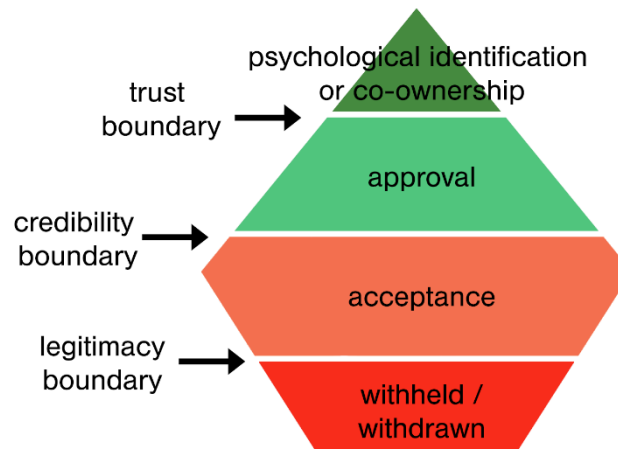 psychological identification
or co-ownership
trust
boundary
approval
credibility
boundary
acceptance
legitimacy
boundary
withheld /
withdrawn